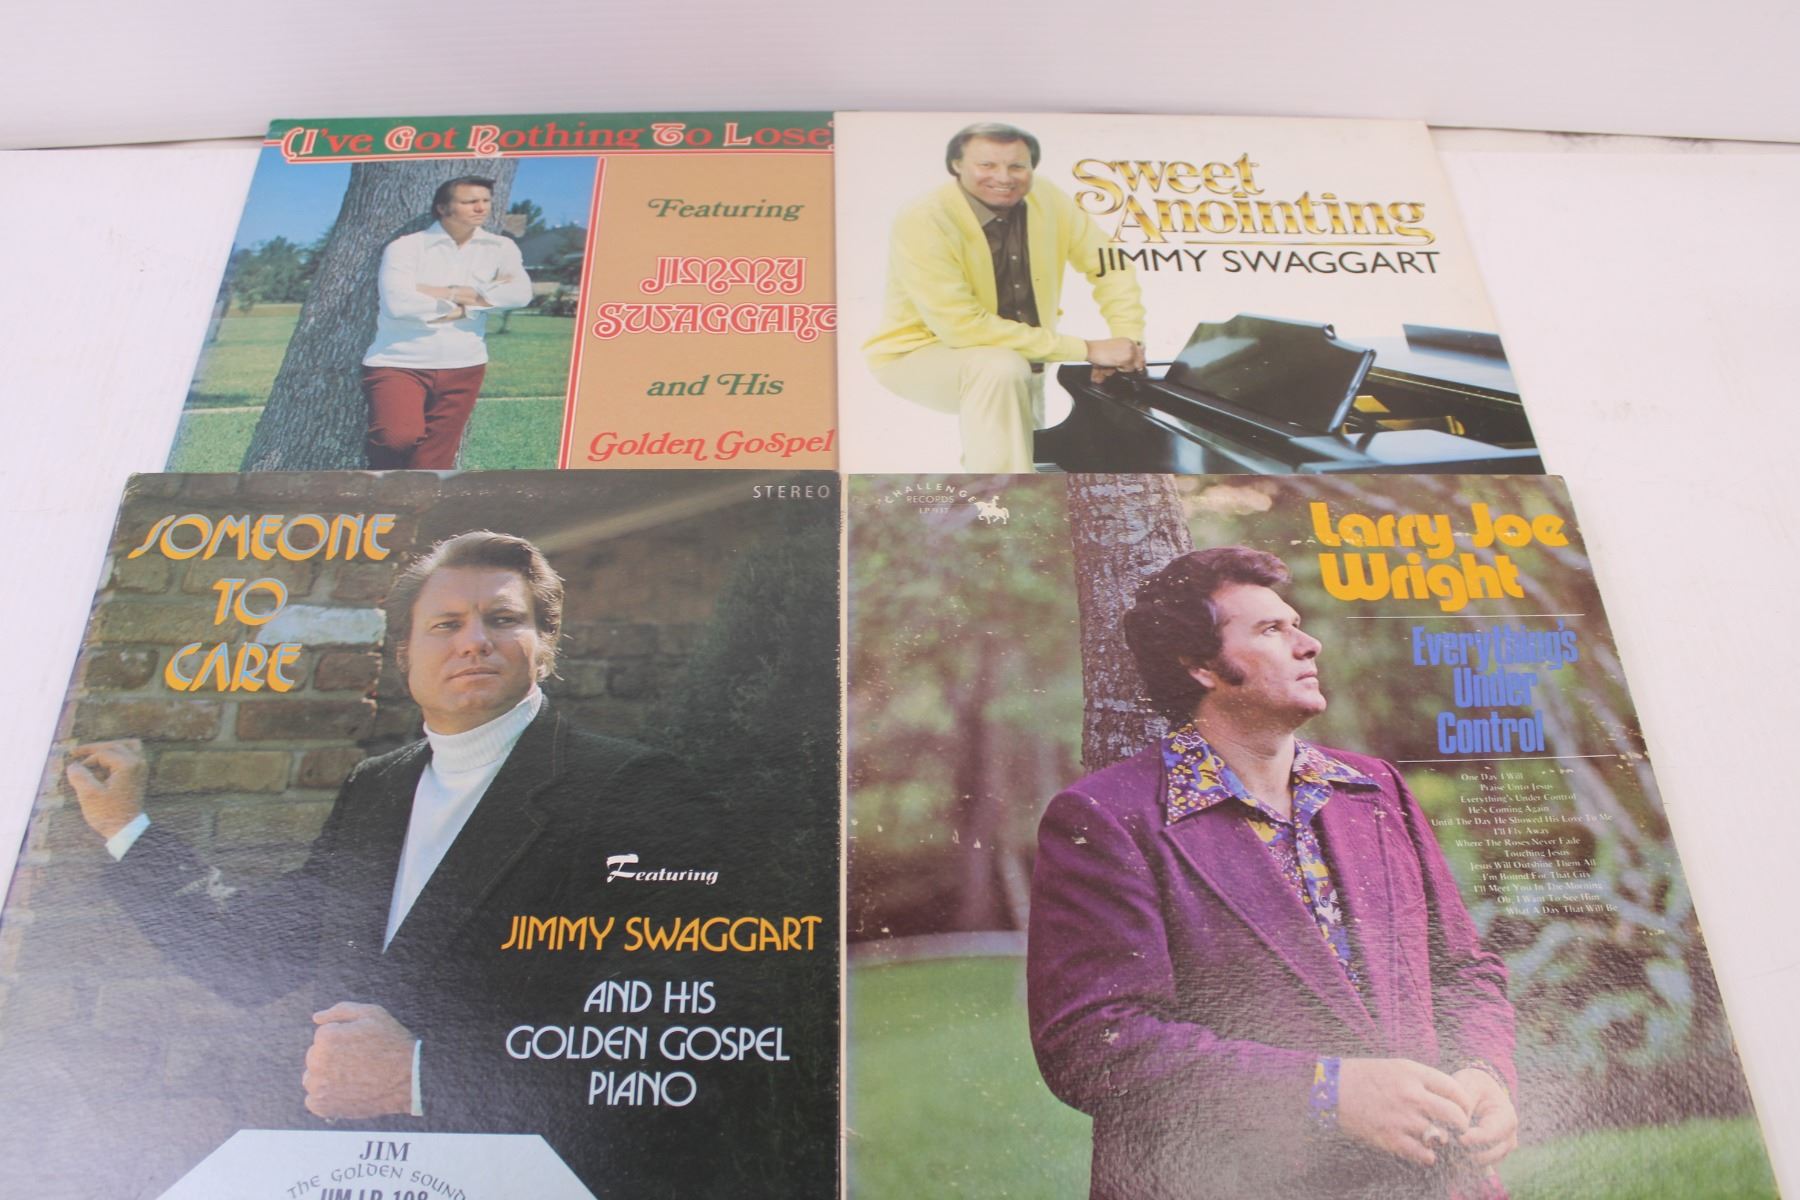 (I've Got Nothing To Lose)
Featuring
JIMMY
SWAGGART
and His
Golden Gospel
Sweet
Anointing
JIMMY SWAGGART
STEREO
SOMEONE
TO
CARE
Featuring
JIMMY SWAGGART
AND HIS
GOLDEN GOSPEL
PIANO
JIM
THE GOLDEN SOUND
JIM LP 108
CHALLENGE
RECORDS
LP 937
Larry Joe
Wright
Everything's
Under
Control
One Day I Will
Praise Unto Jesus
Everything's Under Control
He's Coming Again
Until The Day He Showed His Love To Me
I'll Fly Away
Where The Roses Never Fade
Touching Jesus
Jesus Will Outshine Them All
I'm Bound For That City
I'll Meet You In The Morning
Oh, I Want To See Him
What A Day That Will Be